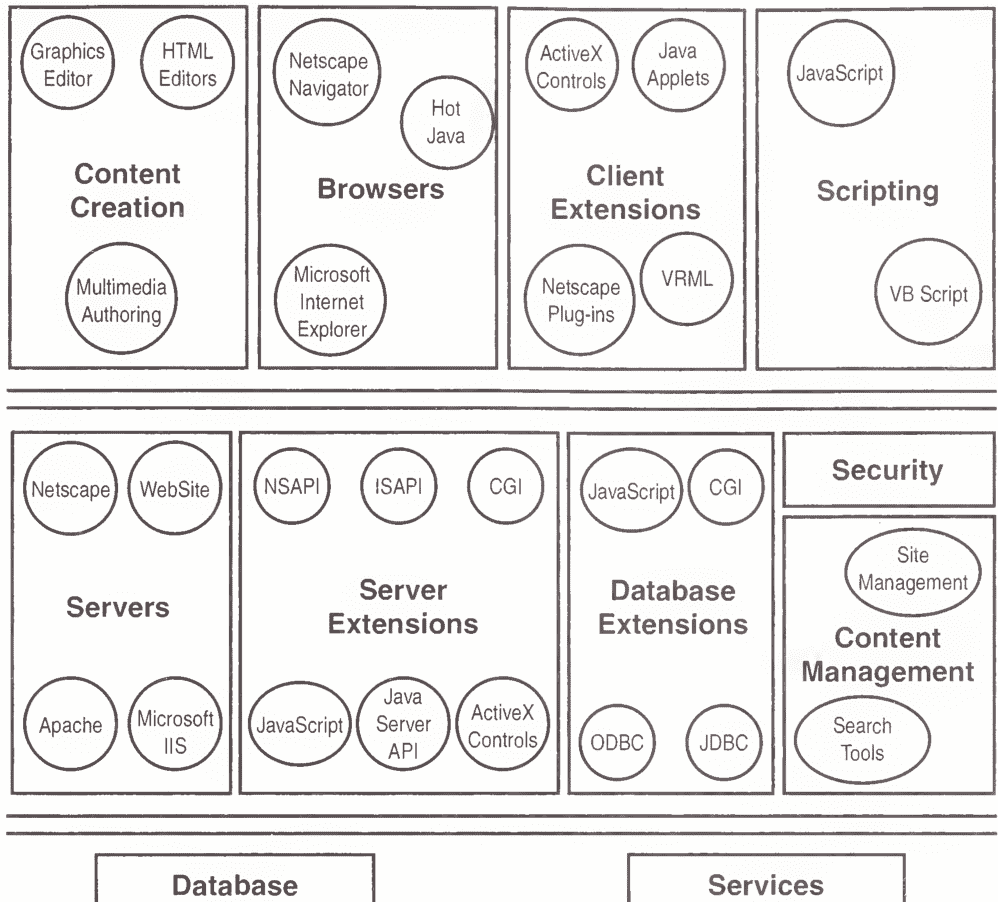 Graphics
Editor
HTML
Editors
Content
Creation
Multimedia
Authoring
Netscape
Navigator
Hot
Java
Browsers
Microsoft
Internet
Explorer
ActiveX
Controls
Java
Applets
Client
Extensions
Netscape
Plug-ins
VRML
JavaScript
Scripting
VB Script
Netscape
WebSite
Servers
Apache
Microsoft
IIS
NSAPI
ISAPI
CGI
Server
Extensions
JavaScript
Java
Server
API
ActiveX
Controls
JavaScript
CGI
Database
Extensions
ODBC
JDBC
Security
Site
Management
Content
Management
Search
Tools
Database
Services